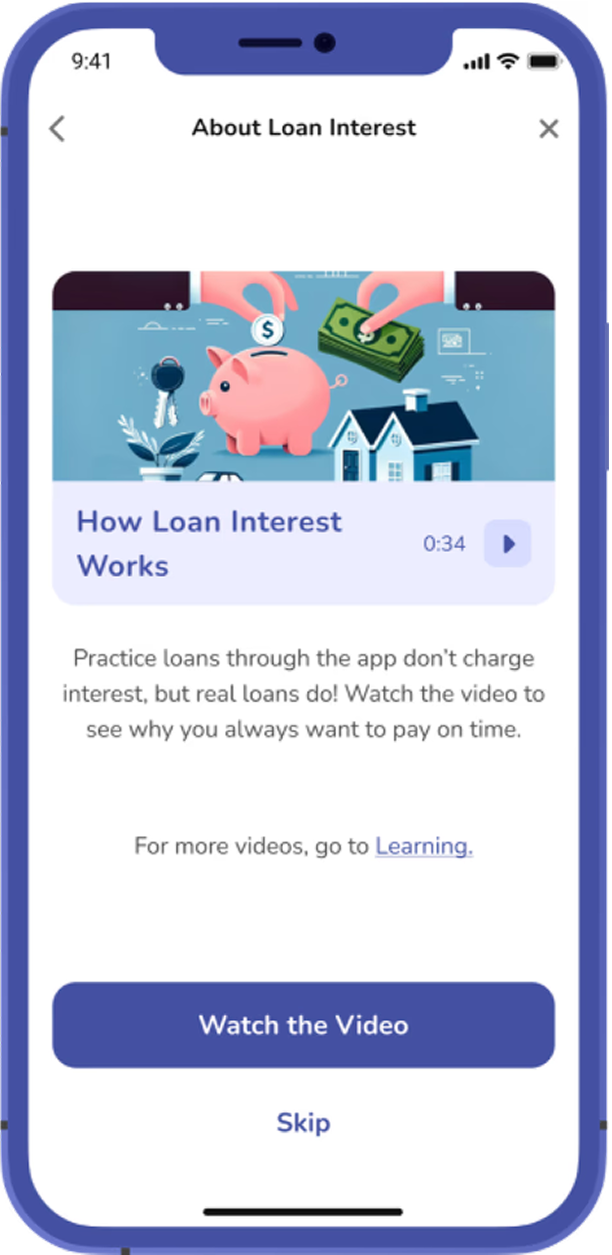 9:41
About Loan Interest
$
How Loan Interest
Works
0:34
Practice loans through the app don’t charge
interest, but real loans do! Watch the video to
see why you always want to pay on time.
For more videos, go to Learning.
Watch the Video
Skip